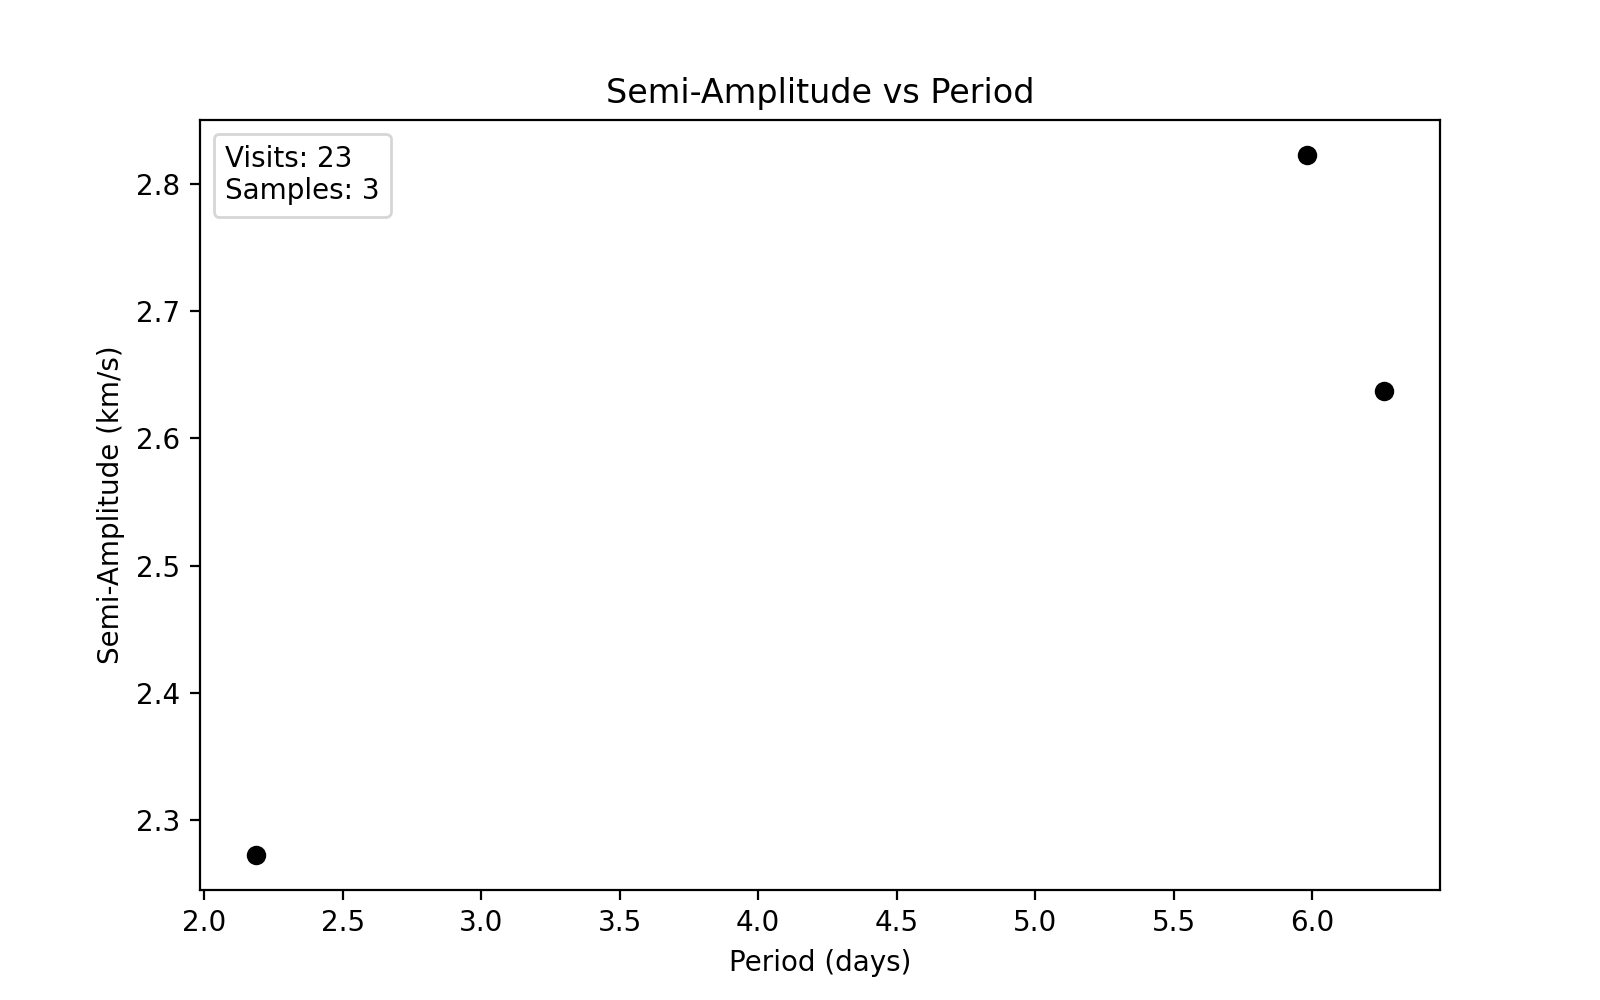 Semi-Amplitude vs Period
Visits: 23
Samples: 3
Semi-Amplitude (km/s)
2.8
2.7
2.6
2.5
2.4
2.3
2.0 2.5 3.0 3.5 4.0 4.5 5.0 5.5 6.0
Period (days)